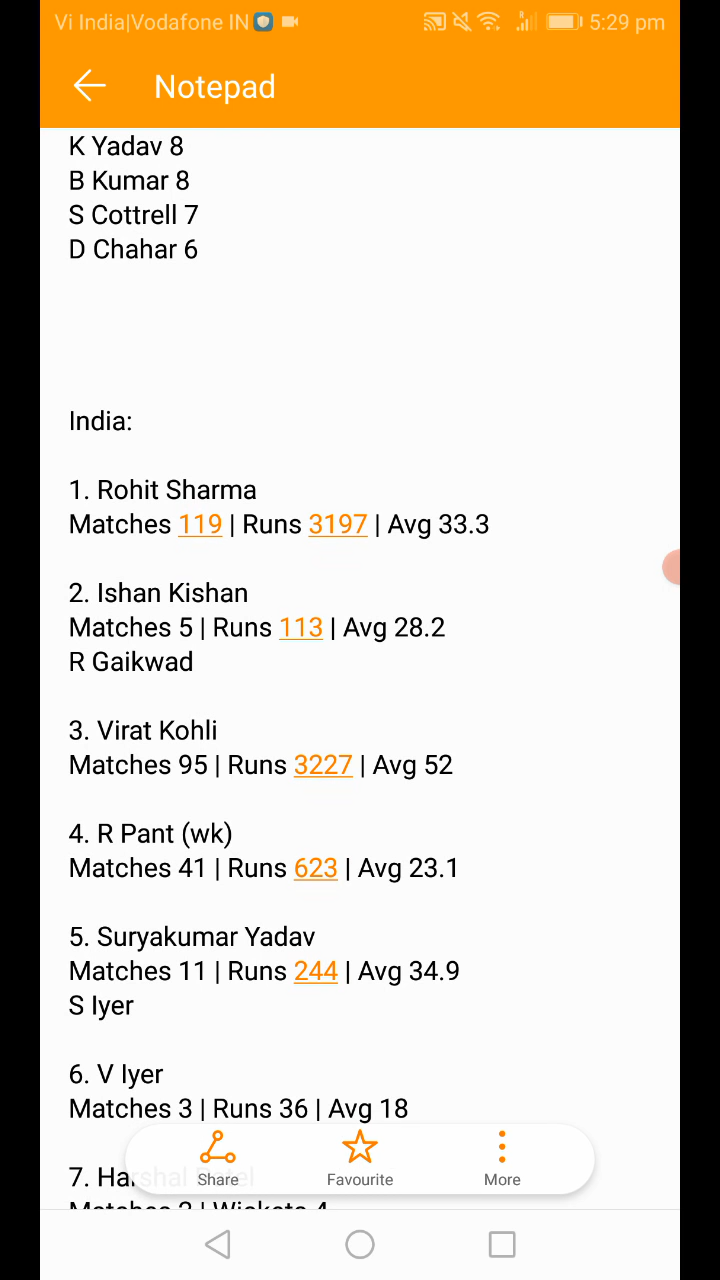 Vi India|Vodafone IN 5:29 pm
Notepad
K Yadav 8
B Kumar 8
S Cottrell 7
D Chahar 6
India:
1. Rohit Sharma
Matches 119 | Runs 3197 | Avg 33.3
2. Ishan Kishan
Matches 5 | Runs 113 | Avg 28.2
R Gaikwad
3. Virat Kohli
Matches 95 | Runs 3227 | Avg 52
4. R Pant (wk)
Matches 41 | Runs 623 | Avg 23.1
5. Suryakumar Yadav
Matches 11 | Runs 244 | Avg 34.9
S Iyer
6. V Iyer
Matches 3 | Runs 36 | Avg 18
7. Harshal Patel
Share Favourite More